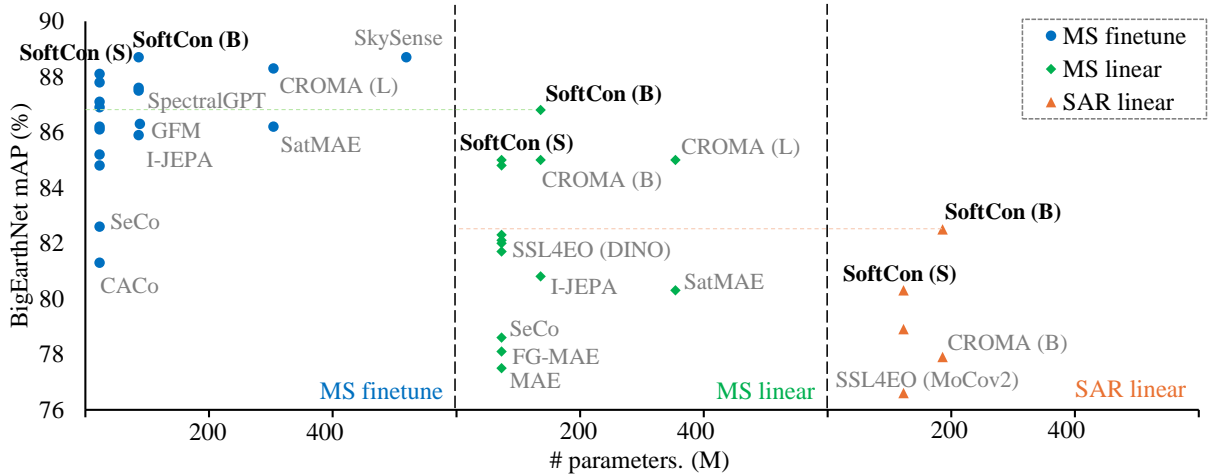 90
88
86
84
82
80
78
76
BigEarthNet mAP (%)
SoftCon (S)
SoftCon (B)
SkySense
CROMA (L)
SpectralGPT
GFM
SatMAE
I-JEPA
SeCo
CACo
MS finetune
200
400
SoftCon (B)
SoftCon (S)
CROMA (L)
CROMA (B)
SSL4EO (DINO)
I-JEPA
SatMAE
SeCo
FG-MAE
MAE
MS linear
200
400
# parameters. (M)
MS finetune
MS linear
SAR linear
SoftCon (B)
SoftCon (S)
CROMA (B)
SSL4EO (MoCov2)
SAR linear
200
400